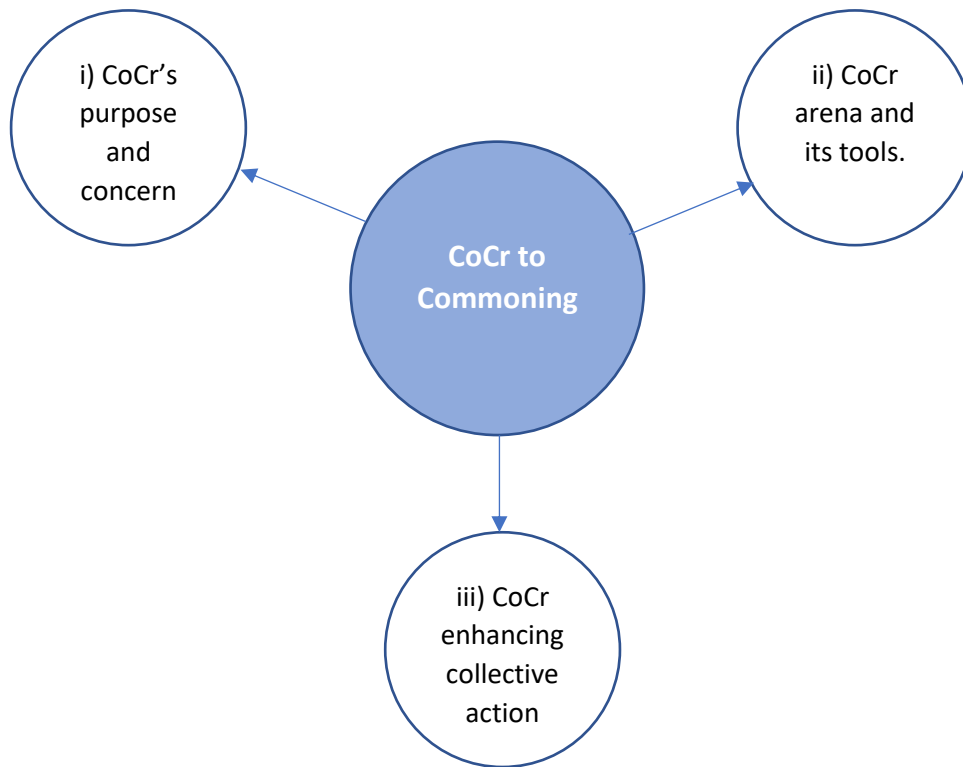 i) CoCr’s
purpose
and
concern
ii) CoCr
arena and
its tools.
CoCr to
Commoning
iii) CoCr
enhancing
collective
action